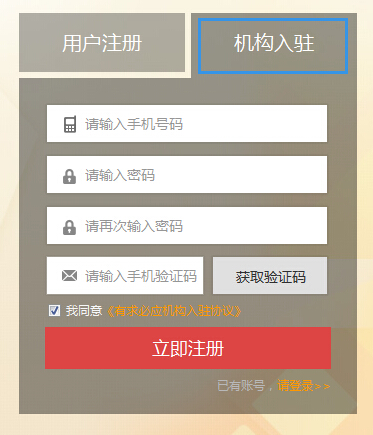 用户注册 机构入驻
请输入手机号码
请输入密码
请再次输入密码
请输入手机验证码 获取验证码
我同意《有求必应机构入驻协议》
立即注册
已有账号，请登录>>